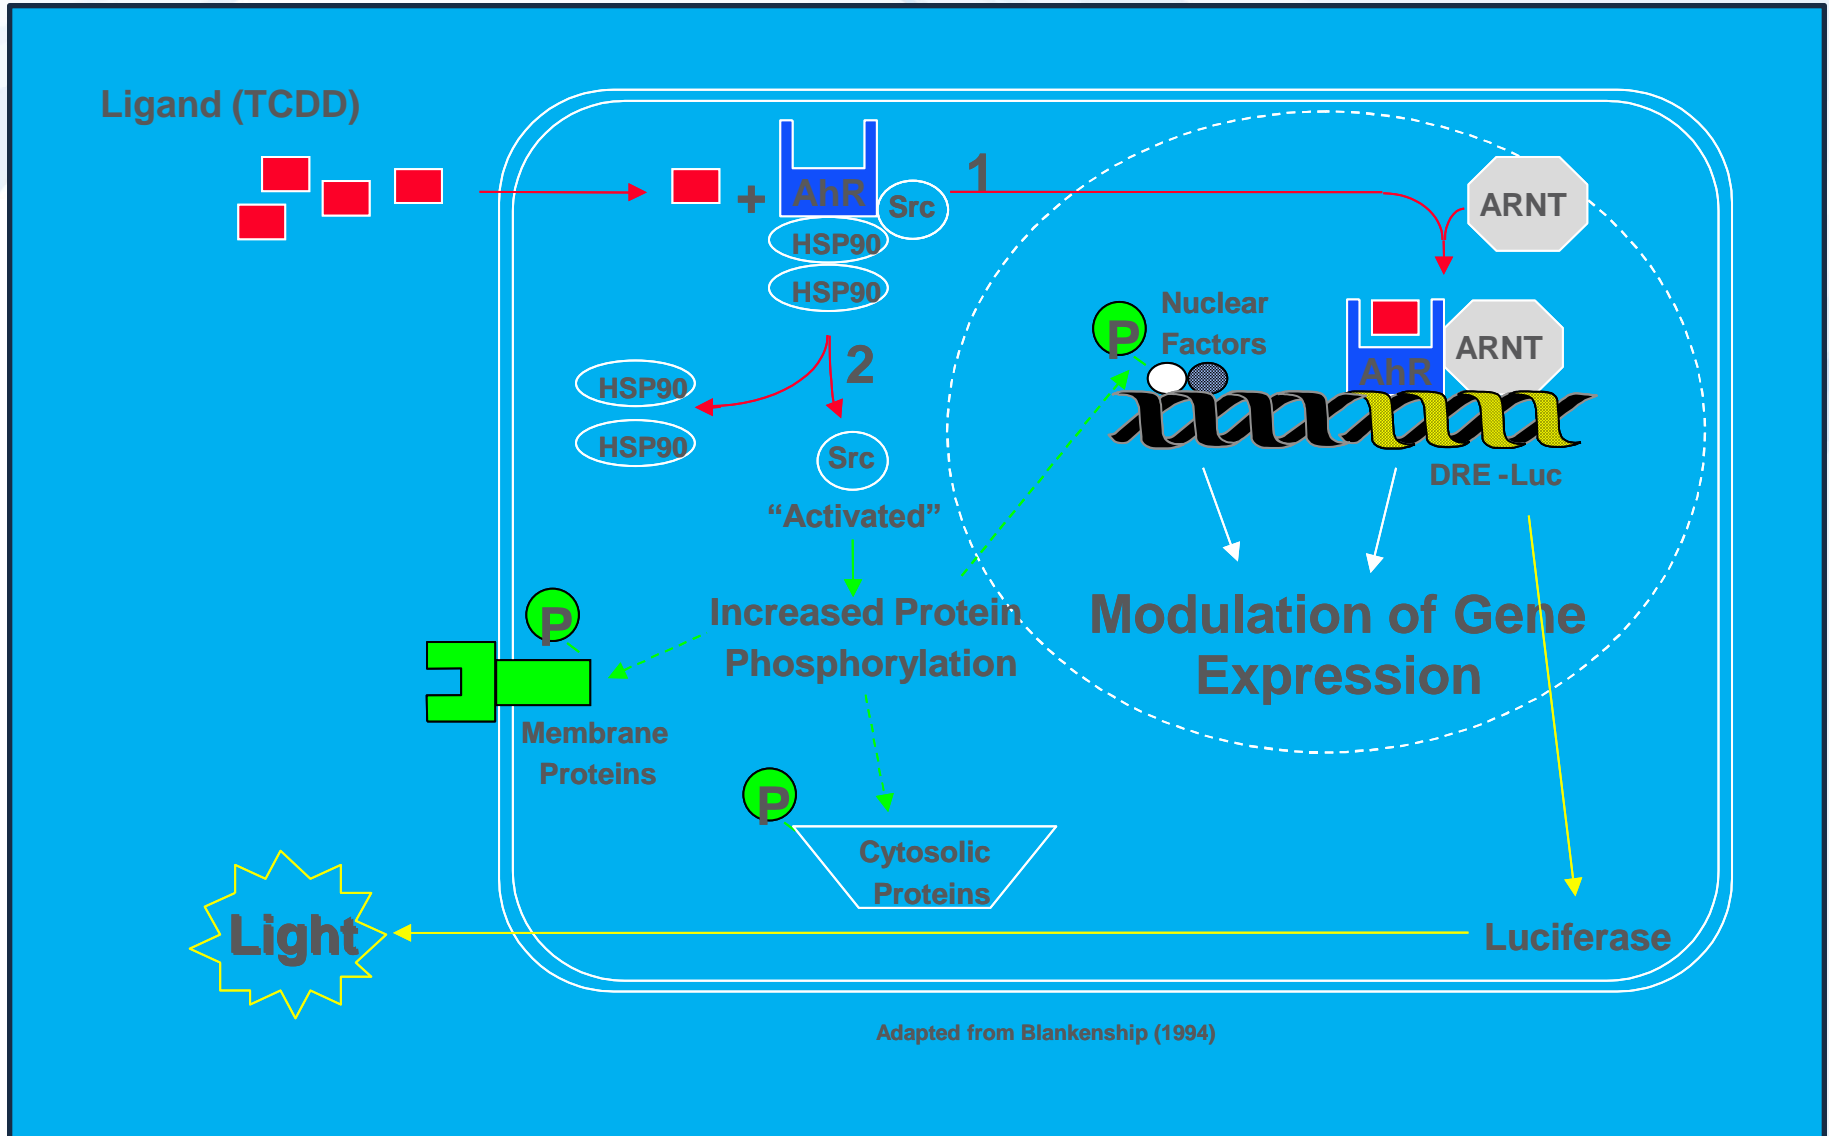 Ligand (TCDD)
+
AhR
Src
1
ARNT
HSP90
HSP90
2
HSP90
HSP90
Src
“Activated”
P
Nuclear
Factors
AhR
ARNT
DRE -Luc
Increased Protein
Phosphorylation
Modulation of Gene
Expression
P
Membrane
Proteins
P
Cytosolic
Proteins
Light
Luciferase
Adapted from Blankenship (1994)